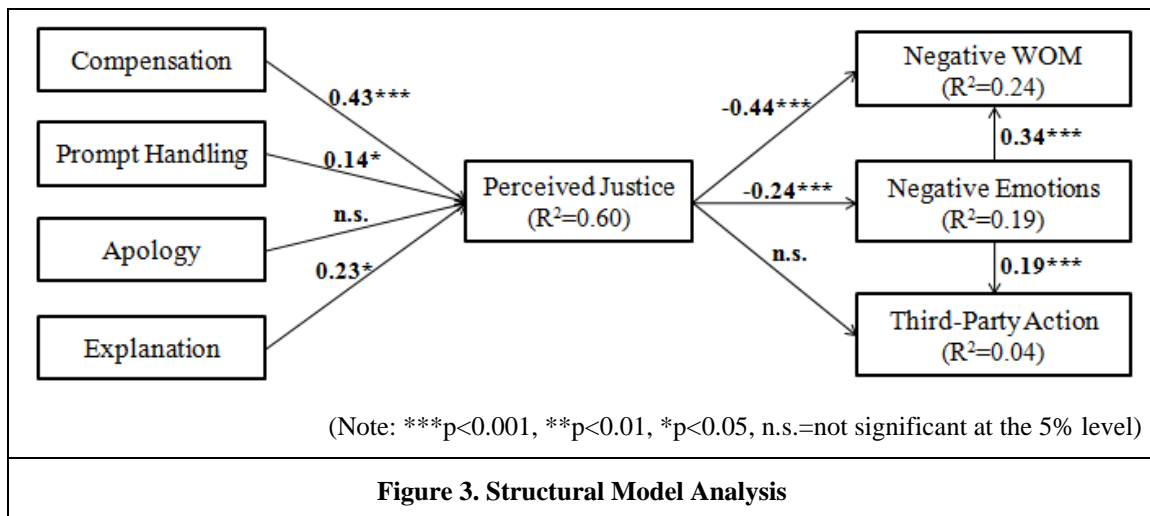 Compensation
Negative WOM
(R²=0.24)
0.43***
-0.44***
Prompt Handling
0.14*
0.34***
Perceived Justice
(R²=0.60)
-0.24***
Negative Emotions
(R²=0.19)
n.s.
Apology
n.s.
0.23*
0.19***
Explanation
Third-Party Action
(R²=0.04)
(Note: ***p<0.001, **p<0.01, *p<0.05, n.s.=not significant at the 5% level)
Figure 3. Structural Model Analysis